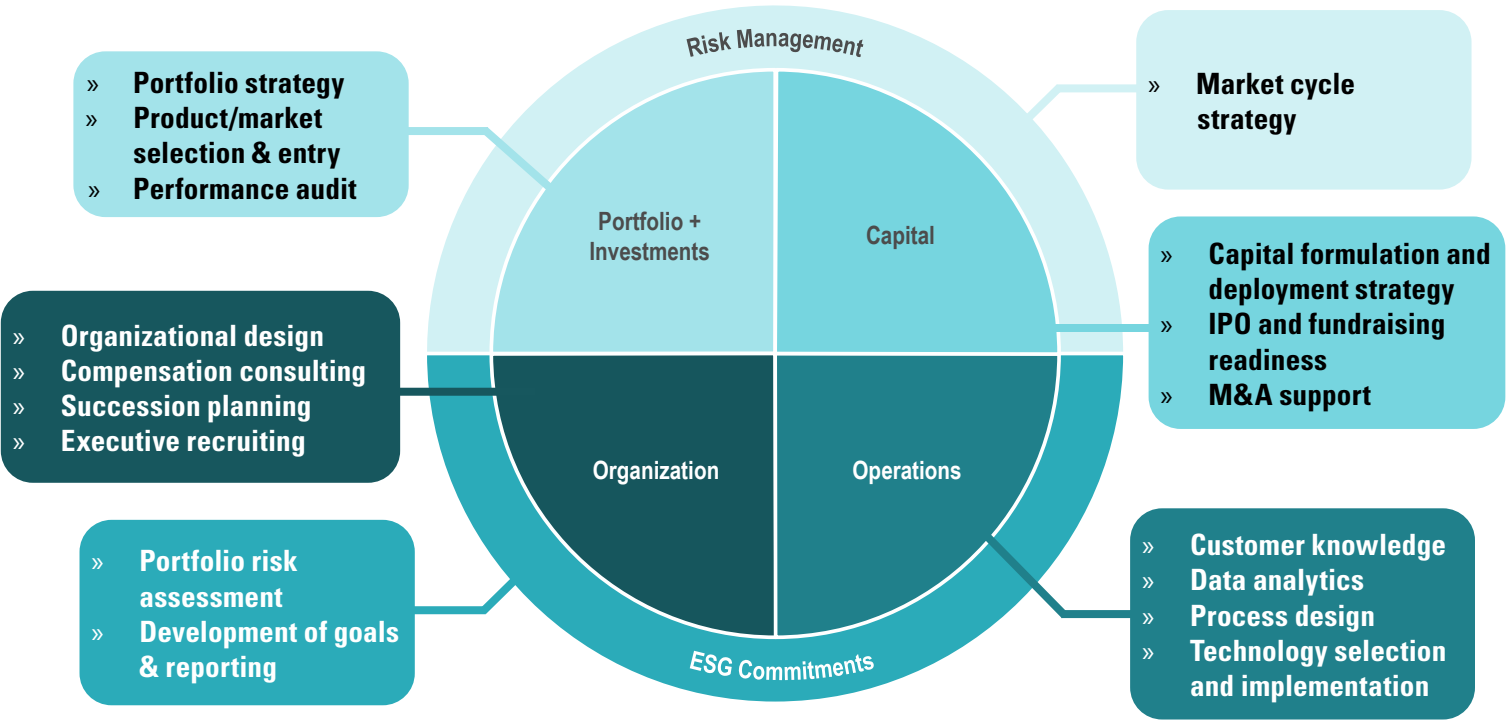 Risk Management
» Portfolio strategy
» Product/market
selection & entry
» Performance audit
» Market cycle
strategy
Portfolio +
Investments
Capital
» Capital formulation and
deployment strategy
» IPO and fundraising
readiness
» M&A support
» Organizational design
» Compensation consulting
» Succession planning
» Executive recruiting
Organization
Operations
» Portfolio risk
assessment
» Development of goals
& reporting
» Customer knowledge
» Data analytics
» Process design
» Technology selection
and implementation
ESG Commitments